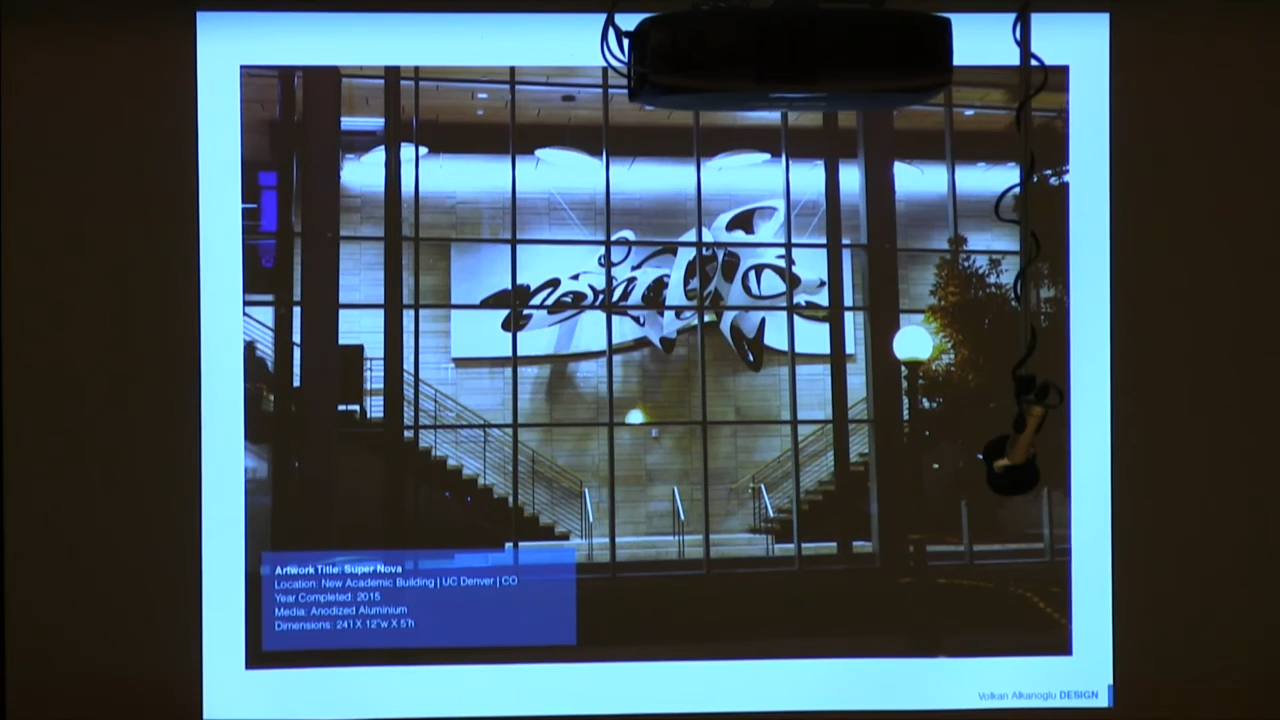 Artwork Title: Super Nova
Location: New Academic Building | UC Denver | CO
Year Completed: 2015
Media: Anodized Aluminium
Dimensions: 24'l X 12"w X 5'h
Volkan Alkanoglu DESIGN